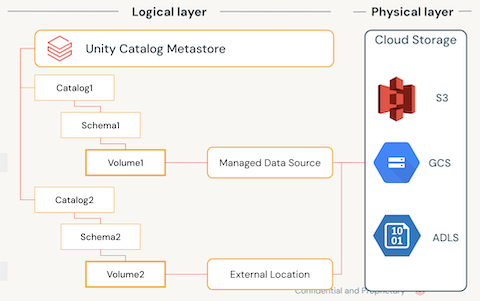 Logical layer
Physical layer
Unity Catalog Metastore
Cloud Storage
Catalog1
S3
Schema1
Volume1
Managed Data Source
GCS
Catalog2
Schema2
10
01
ADLS
Volume2
External Location
Confidential and Proprietary